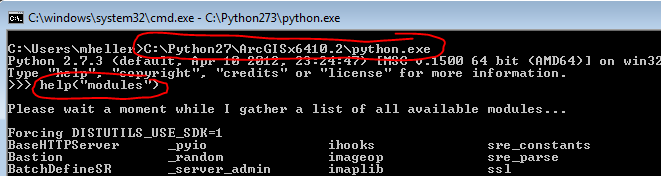 C:\windows\system32\cmd.exe - C:\Python273\python.exe
C:\Users\mheller>C:\Python27\ArcGISx6410.2\python.exe
Python 2.7.3 (default, Apr 10 2012, 23:24:47) [MSC v.1500 64 bit (AMD64)] on win32
Type "help", "copyright", "credits" or "license" for more information.
>>> help("modules")
Please wait a moment while I gather a list of all available modules...
Forcing DISTUTILS_USE_SDK=1
BaseHTTPServer _pyio ihooks sre_constants
Bastion _random imageop sre_parse
BatchDefineSR _server_admin imaplib ssl